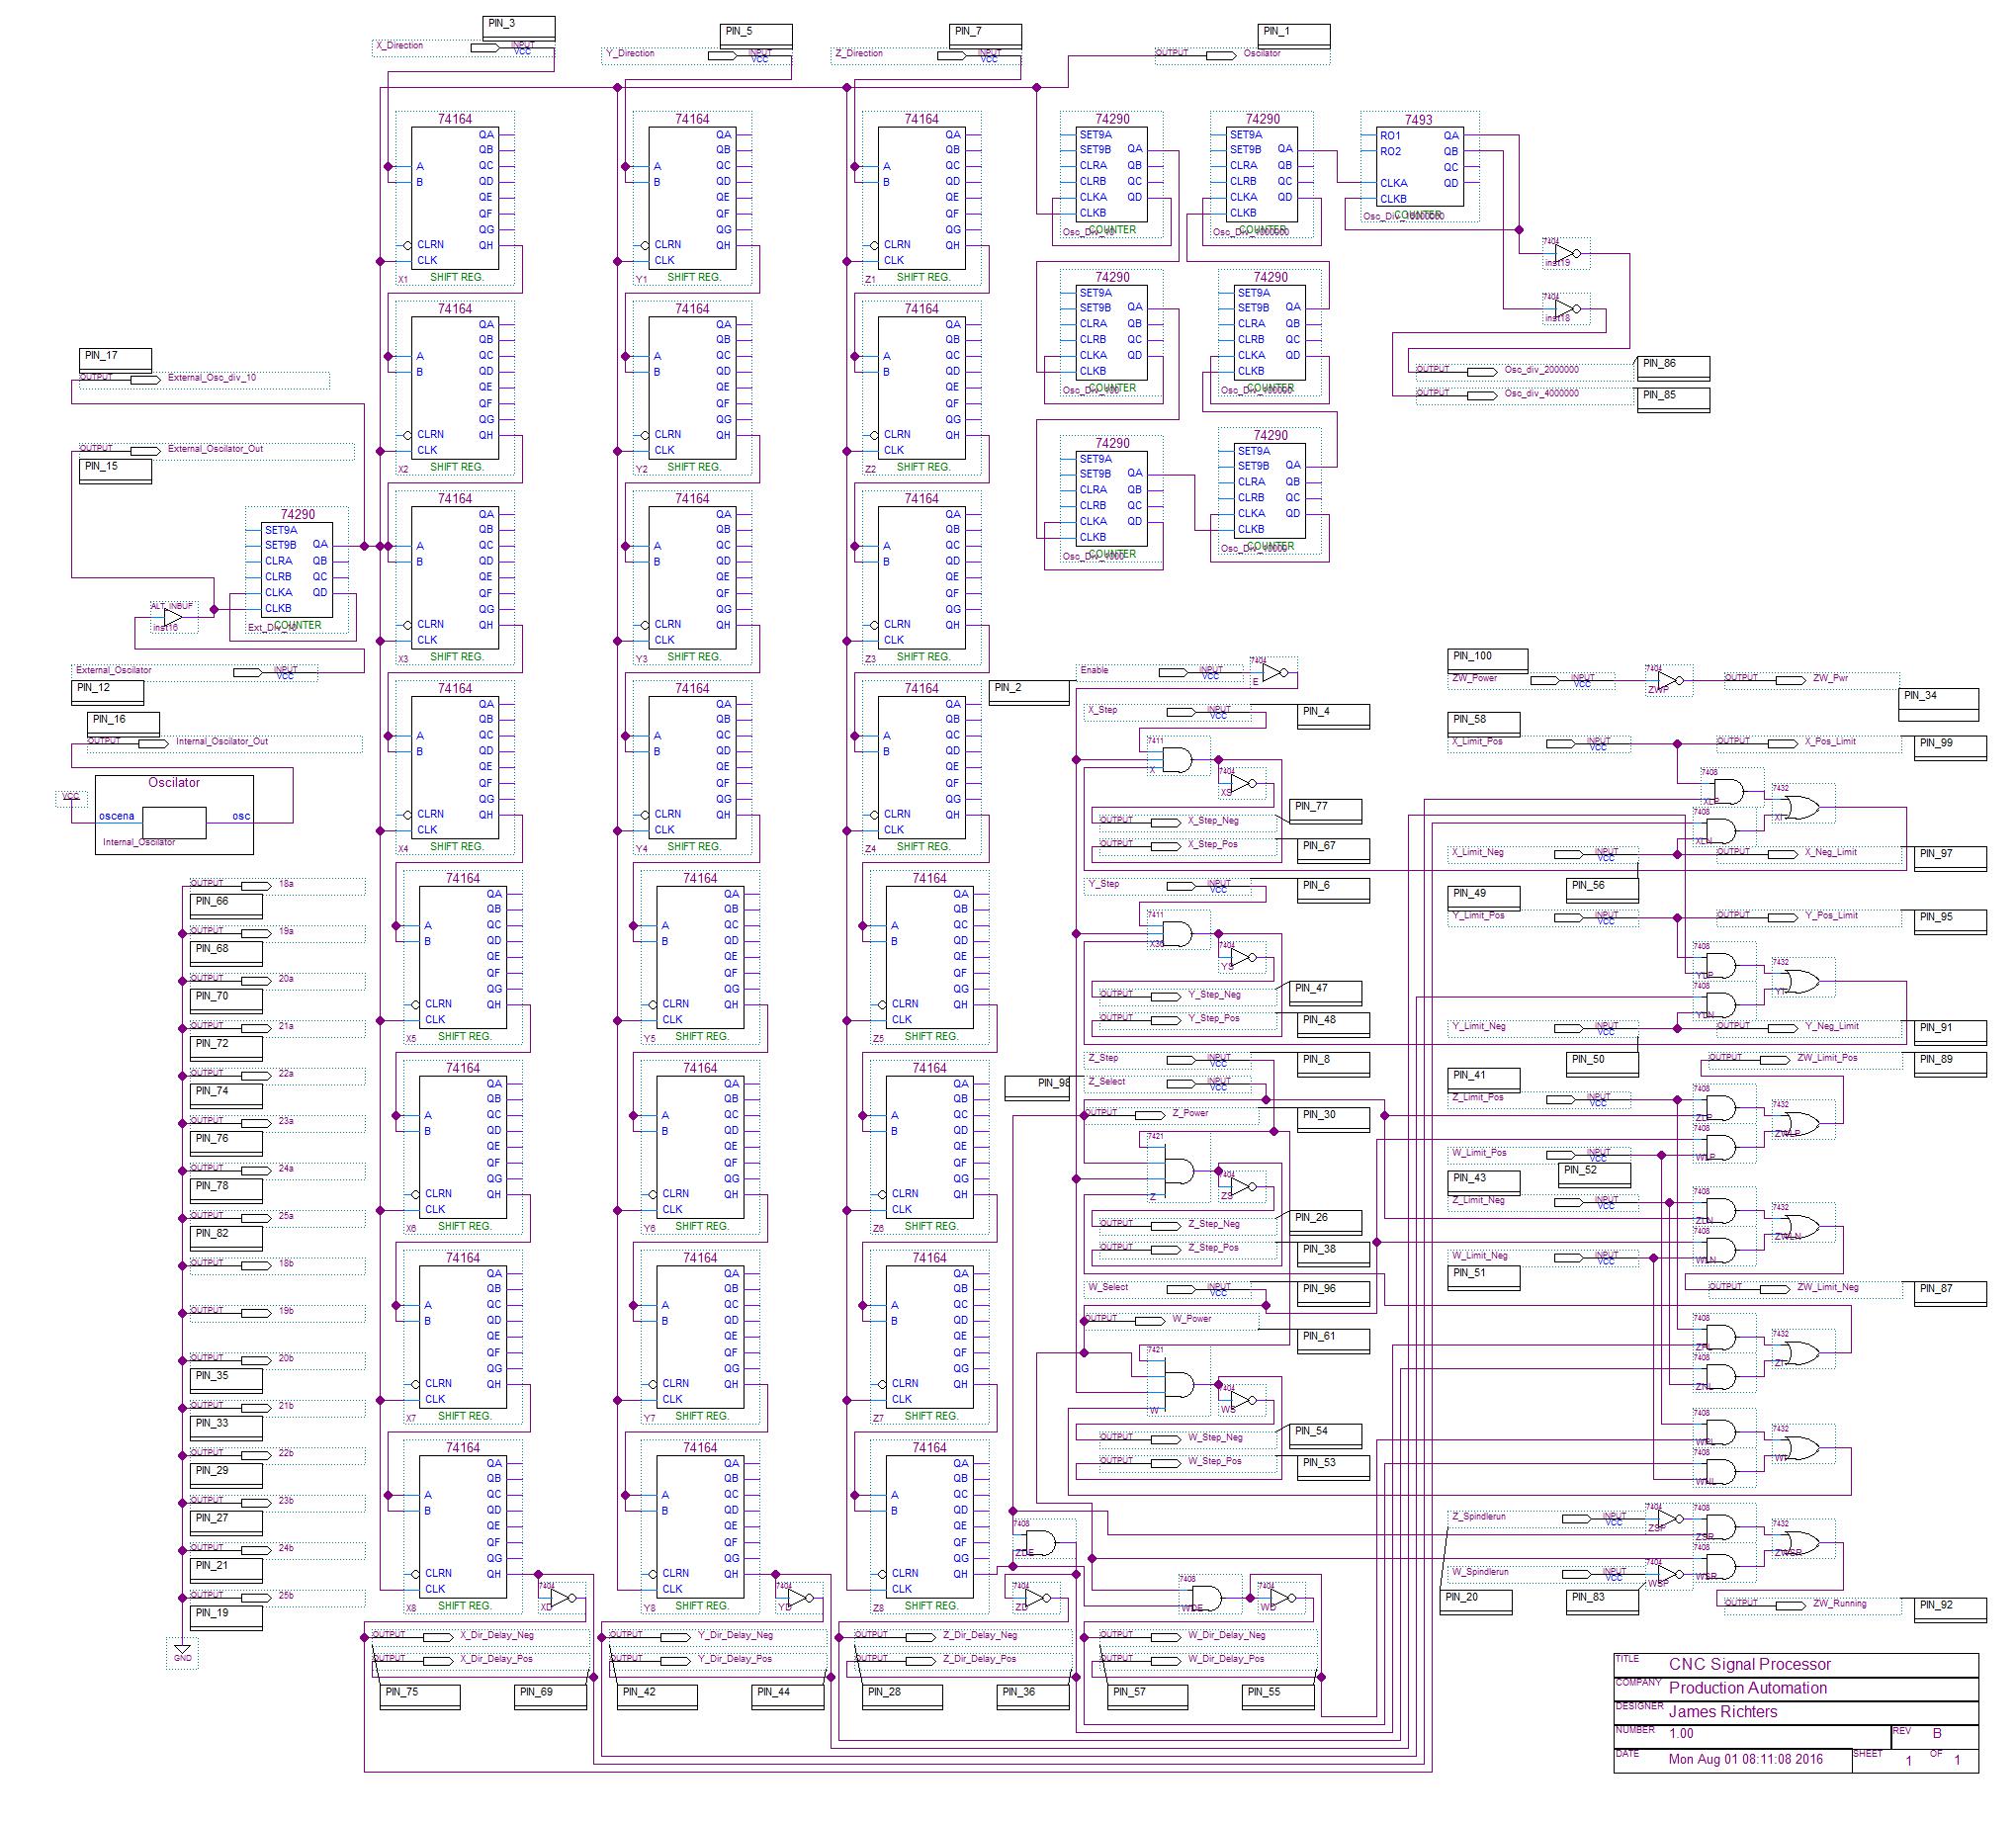 PIN_3
X_Direction INPUT VCC
PIN_5
Y_Direction INPUT VCC
PIN_7
Z_Direction INPUT VCC
PIN_1
OUTPUT Oscilator
74164
A
B
CLRN
CLK
QA
QB
QC
QD
QE
QF
QG
QH
X1 SHIFT REG.
74164
A
B
CLRN
CLK
QA
QB
QC
QD
QE
QF
QG
QH
Y1 SHIFT REG.
74164
A
B
CLRN
CLK
QA
QB
QC
QD
QE
QF
QG
QH
Z1 SHIFT REG.
74290
SET9A
SET9B QA
CLRA QB
CLRB QC
CLKA QD
CLKB
COUNTER
74290
SET9A
SET9B QA
CLRA QB
CLRB QC
CLKA QD
CLKB
COUNTER
7493
RO1 QA
RO2 QB
QC
CLKA QD
CLKB
COUNTER
7404
inst19
7404
inst18
74164
A
B
CLRN
CLK
QA
QB
QC
QD
QE
QF
QG
QH
X2 SHIFT REG.
74164
A
B
CLRN
CLK
QA
QB
QC
QD
QE
QF
QG
QH
Y2 SHIFT REG.
74164
A
B
CLRN
CLK
QA
QB
QC
QD
QE
QF
QG
QH
Z2 SHIFT REG.
74290
SET9A
SET9B QA
CLRA QB
CLRB QC
CLKA QD
CLKB
COUNTER
74290
SET9A
SET9B QA
CLRA QB
CLRB QC
CLKA QD
CLKB
COUNTER
OUTPUT Osc_div_2000000
PIN_86
OUTPUT Osc_div_4000000
PIN_85
PIN_17
OUTPUT External_Osc_div_10
OUTPUT External_Oscilator_Out
PIN_15
74290
SET9A
SET9B QA
CLRA QB
CLRB QC
CLKA QD
CLKB
COUNTER
ALT_INBUF
inst16
External_Oscilator INPUT VCC
PIN_12
PIN_16
OUTPUT Internal_Oscilator_Out
Oscilator
VCC
oscena osc
Internal_Oscilator
74164
A
B
CLRN
CLK
QA
QB
QC
QD
QE
QF
QG
QH
X3 SHIFT REG.
74164
A
B
CLRN
CLK
QA
QB
QC
QD
QE
QF
QG
QH
Y3 SHIFT REG.
74164
A
B
CLRN
CLK
QA
QB
QC
QD
QE
QF
QG
QH
Z3 SHIFT REG.
74290
SET9A
SET9B QA
CLRA QB
CLRB QC
CLKA QD
CLKB
COUNTER
74290
SET9A
SET9B QA
CLRA QB
CLRB QC
CLKA QD
CLKB
COUNTER
74164
A
B
CLRN
CLK
QA
QB
QC
QD
QE
QF
QG
QH
X4 SHIFT REG.
74164
A
B
CLRN
CLK
QA
QB
QC
QD
QE
QF
QG
QH
Y4 SHIFT REG.
74164
A
B
CLRN
CLK
QA
QB
QC
QD
QE
QF
QG
QH
Z4 SHIFT REG.
74164
A
B
CLRN
CLK
QA
QB
QC
QD
QE
QF
QG
QH
X5 SHIFT REG.
74164
A
B
CLRN
CLK
QA
QB
QC
QD
QE
QF
QG
QH
Y5 SHIFT REG.
74164
A
B
CLRN
CLK
QA
QB
QC
QD
QE
QF
QG
QH
Z5 SHIFT REG.
74164
A
B
CLRN
CLK
QA
QB
QC
QD
QE
QF
QG
QH
X6 SHIFT REG.
74164
A
B
CLRN
CLK
QA
QB
QC
QD
QE
QF
QG
QH
Y6 SHIFT REG.
74164
A
B
CLRN
CLK
QA
QB
QC
QD
QE
QF
QG
QH
Z6 SHIFT REG.
74164
A
B
CLRN
CLK
QA
QB
QC
QD
QE
QF
QG
QH
X7 SHIFT REG.
74164
A
B
CLRN
CLK
QA
QB
QC
QD
QE
QF
QG
QH
Y7 SHIFT REG.
74164
A
B
CLRN
CLK
QA
QB
QC
QD
QE
QF
QG
QH
Z7 SHIFT REG.
74164
A
B
CLRN
CLK
QA
QB
QC
QD
QE
QF
QG
QH
X8 SHIFT REG.
74164
A
B
CLRN
CLK
QA
QB
QC
QD
QE
QF
QG
QH
Y8 SHIFT REG.
74164
A
B
CLRN
CLK
QA
QB
QC
QD
QE
QF
QG
QH
Z8 SHIFT REG.
OUTPUT 18a
PIN_66
OUTPUT 19a
PIN_68
OUTPUT 20a
PIN_70
OUTPUT 21a
PIN_72
OUTPUT 22a
PIN_74
OUTPUT 23a
PIN_76
OUTPUT 24a
PIN_78
OUTPUT 25a
PIN_82
OUTPUT 18b
OUTPUT 19b
OUTPUT 20b
PIN_35
OUTPUT 21b
PIN_33
OUTPUT 22b
PIN_29
OUTPUT 23b
PIN_27
OUTPUT 24b
PIN_21
OUTPUT 25b
PIN_19
GND
PIN_2
Enable INPUT VCC
7404
E
X_Step INPUT VCC
PIN_4
7411
X
7404
XS
PIN_77
OUTPUT X_Step_Neg
OUTPUT X_Step_Pos
PIN_67
Y_Step INPUT VCC
PIN_6
7411
7404
YS
OUTPUT Y_Step_Neg
PIN_47
OUTPUT Y_Step_Pos
PIN_48
Z_Step INPUT VCC
PIN_8
PIN_98
Z_Select INPUT VCC
OUTPUT Z_Power
PIN_30
7421
Z
7404
ZS
OUTPUT Z_Step_Neg
PIN_26
OUTPUT Z_Step_Pos
PIN_38
W_Select INPUT VCC
PIN_96
OUTPUT W_Power
PIN_61
7421
W
7404
WS
OUTPUT W_Step_Neg
PIN_54
OUTPUT W_Step_Pos
PIN_53
PIN_100
ZW_Power INPUT VCC
7404
ZWP
OUTPUT ZW_Pwr
PIN_34
PIN_58
X_Limit_Pos INPUT VCC
OUTPUT X_Pos_Limit
PIN_99
7408
XLP
7408
XLN
7432
XI
X_Limit_Neg INPUT VCC
OUTPUT X_Neg_Limit
PIN_97
PIN_56
PIN_49
Y_Limit_Pos INPUT VCC
OUTPUT Y_Pos_Limit
PIN_95
7408
YLP
7408
YLN
7432
YI
Y_Limit_Neg INPUT VCC
OUTPUT Y_Neg_Limit
PIN_91
PIN_50
OUTPUT ZW_Limit_Pos
PIN_89
PIN_41
Z_Limit_Pos INPUT VCC
7408
ZLP
7408
WLP
7432
ZWLP
W_Limit_Pos INPUT VCC
PIN_52
PIN_43
Z_Limit_Neg INPUT VCC
7408
ZLN
7408
WLN
7432
ZWLN
W_Limit_Neg INPUT VCC
PIN_51
OUTPUT ZW_Limit_Neg
PIN_87
7408
ZPL
7408
ZNL
7432
ZI
7408
WPL
7408
WNL
7432
WI
Z_Spindlerun INPUT VCC
7404
ZSP
7408
ZSR
7408
WSR
7432
ZWSR
W_Spindlerun INPUT VCC
7404
WSP
PIN_20
PIN_83
OUTPUT ZW_Running
PIN_92
7404
XD
7404
YD
7408
ZDE
7404
ZD
7408
WDE
7404
WD
OUTPUT X_Dir_Delay_Neg
OUTPUT X_Dir_Delay_Pos
PIN_75
PIN_69
OUTPUT Y_Dir_Delay_Neg
OUTPUT Y_Dir_Delay_Pos
PIN_42
PIN_44
OUTPUT Z_Dir_Delay_Neg
OUTPUT Z_Dir_Delay_Pos
PIN_28
PIN_36
OUTPUT W_Dir_Delay_Neg
OUTPUT W_Dir_Delay_Pos
PIN_57
PIN_55
TITLE CNC Signal Processor
COMPANY Production Automation
DESIGNER James Richters
NUMBER 1.00 REV B
DATE Mon Aug 01 08:11:08 2016 SHEET 1 OF 1